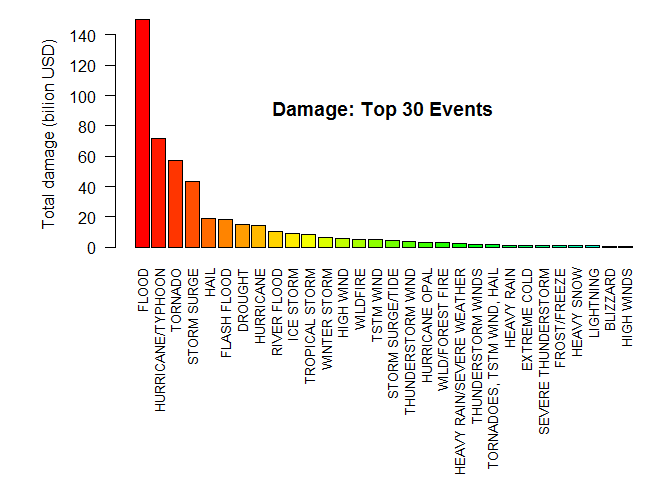 Damage: Top 30 Events
Total damage (bilion USD)
140
120
100
80
60
40
20
0
FLOOD
HURRICANE/TYPHOON
TORNADO
STORM SURGE
HAIL
FLASH FLOOD
DROUGHT
HURRICANE
RIVER FLOOD
ICE STORM
TROPICAL STORM
WINTER STORM
HIGH WIND
WILDFIRE
TSTM WIND
STORM SURGE/TIDE
THUNDERSTORM WIND
HURRICANE OPAL
WILD/FOREST FIRE
HEAVY RAIN/SEVERE WEATHER
THUNDERSTORM WINDS
TORNADOES, TSTM WIND, HAIL
HEAVY RAIN
EXTREME COLD
SEVERE THUNDERSTORM
FROST/FREEZE
HEAVY SNOW
LIGHTNING
BLIZZARD
HIGH WINDS